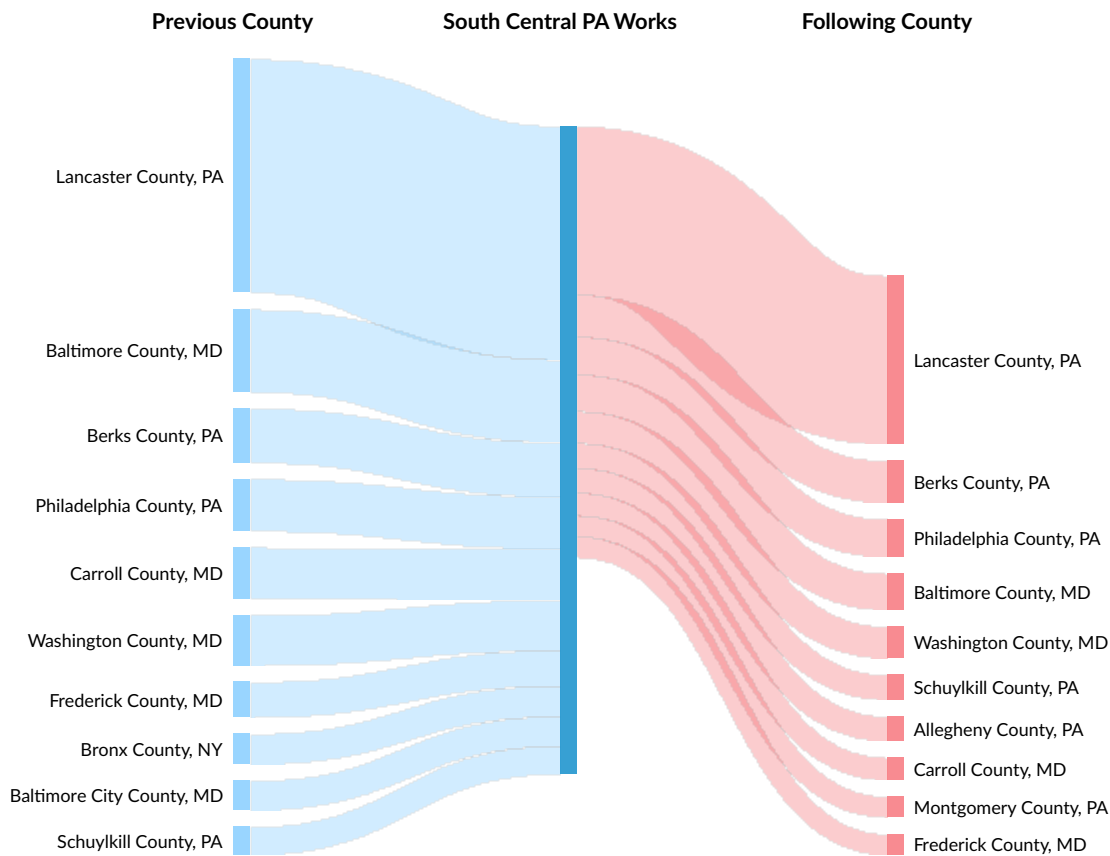 Previous County
South Central PA Works
Following County
Lancaster County, PA
Baltimore County, MD
Berks County, PA
Philadelphia County, PA
Carroll County, MD
Washington County, MD
Frederick County, MD
Bronx County, NY
Baltimore City County, MD
Schuylkill County, PA
Lancaster County, PA
Berks County, PA
Philadelphia County, PA
Baltimore County, MD
Washington County, MD
Schuylkill County, PA
Allegheny County, PA
Carroll County, MD
Montgomery County, PA
Frederick County, MD